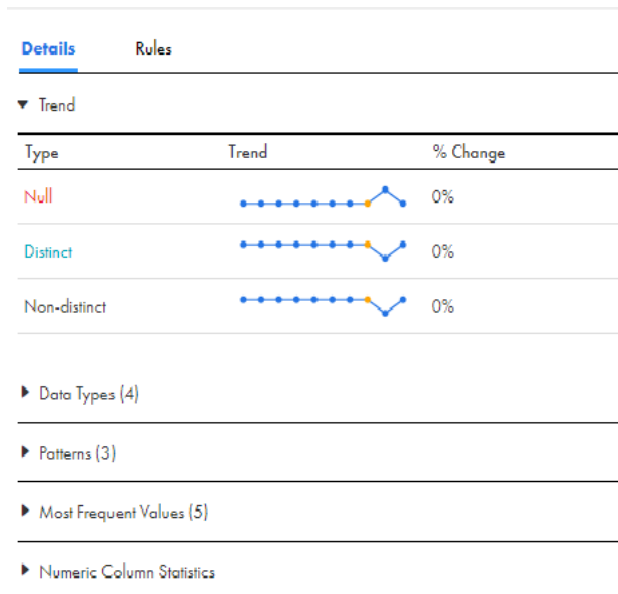 Details Rules
Trend
Type Trend % Change
Null 0%
Distinct 0%
Non-distinct 0%
Data Types (4)
Patterns (3)
Most Frequent Values (5)
Numeric Column Statistics